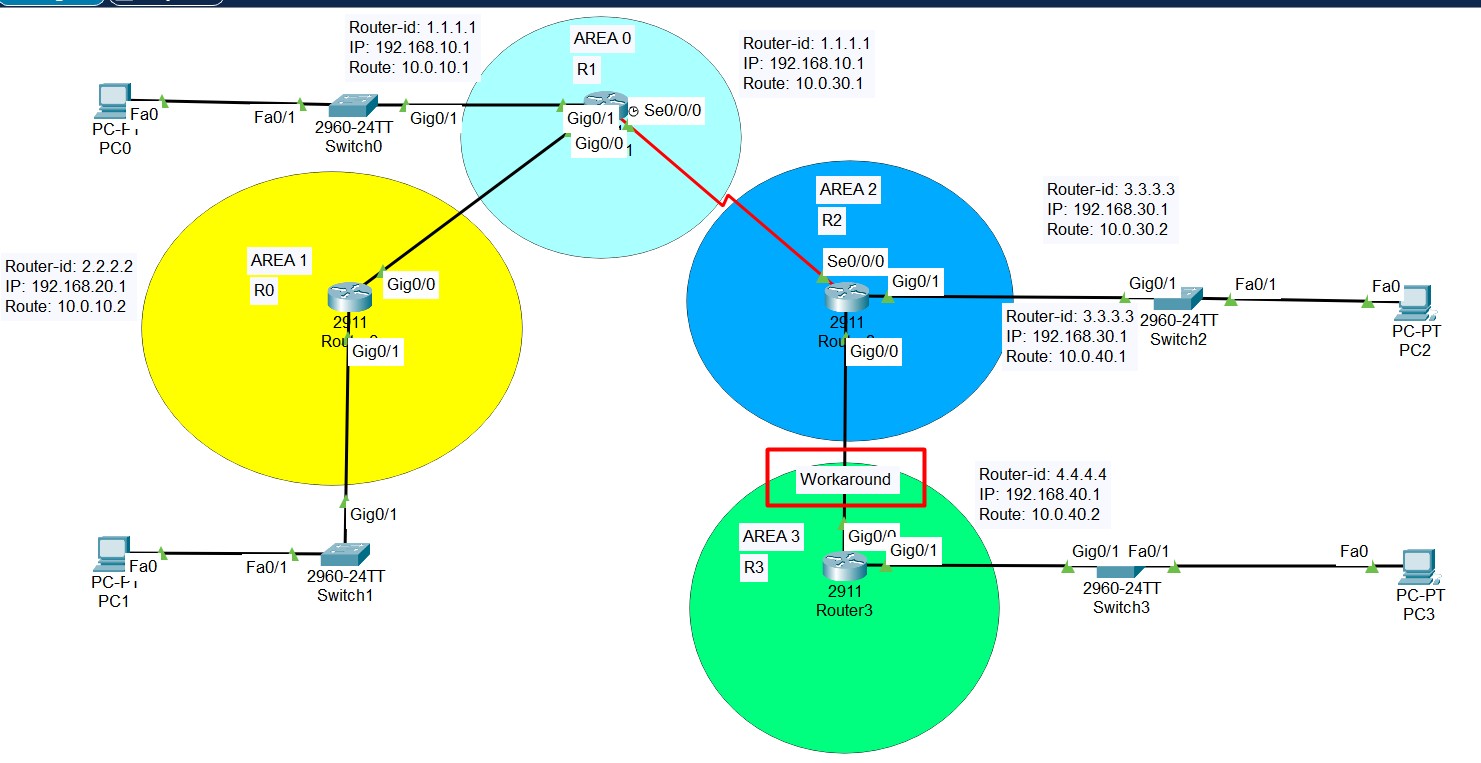 Router-id: 1.1.1.1
IP: 192.168.10.1
Route: 10.0.10.1
AREA 0
R1
Router-id: 1.1.1.1
IP: 192.168.10.1
Route: 10.0.30.1
Fa0
PC0
Fa0/1
2960-24TT
Switch0
Gig0/1
Gig0/1
Se0/0/0
Gig0/0
1
AREA 2
R2
Router-id: 3.3.3.3
IP: 192.168.30.1
Route: 10.0.30.2
Router-id: 2.2.2.2
IP: 192.168.20.1
Route: 10.0.10.2
AREA 1
R0
Gig0/0
2911
Gig0/1
Se0/0/0
Gig0/1
2911
Gig0/0
Router-id: 3.3.3.3
IP: 192.168.30.1
Route: 10.0.40.1
Gig0/1
Fa0/1
2960-24TT
Switch2
Fa0
PC-PT
PC2
Workaround
Router-id: 4.4.4.4
IP: 192.168.40.1
Route: 10.0.40.2
Gig0/1
Fa0
PC1
Fa0/1
2960-24TT
Switch1
AREA 3
R3
Gig0/0
Gig0/1
2911
Router3
Gig0/1
Fa0/1
2960-24TT
Switch3
Fa0
PC-PT
PC3